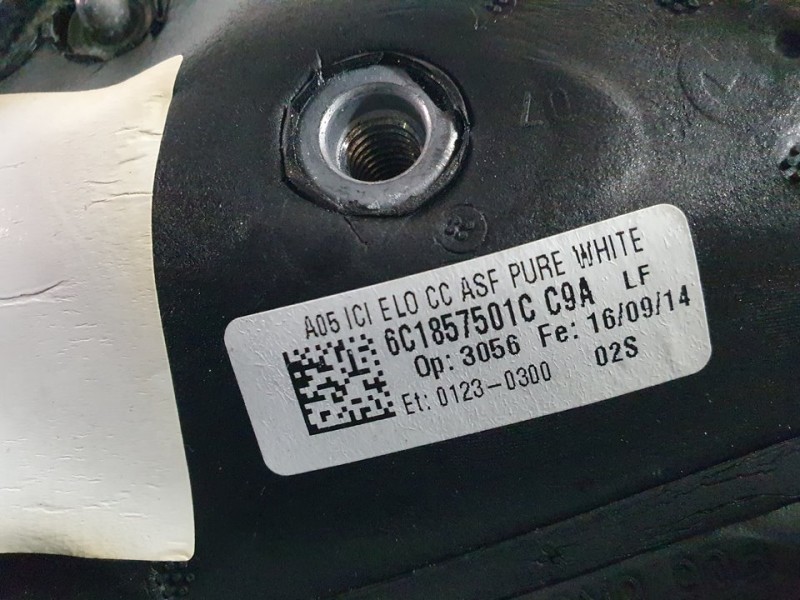 A05 ICI ELO CC ASF PURE WHITE
6C1857501C C9A LF
Op: 3056 Fe: 16/09/14
Et: 0123-0300 02S